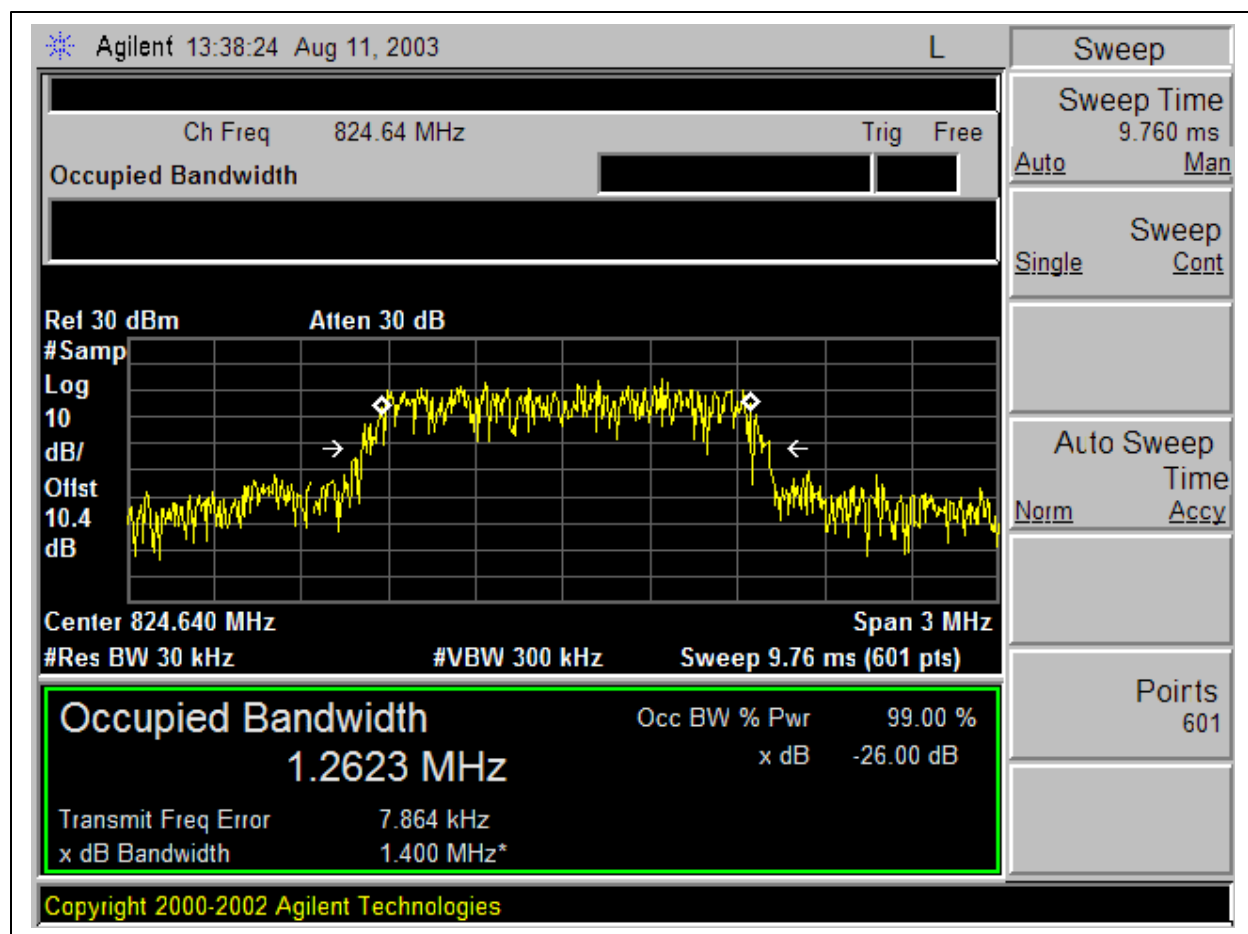 Agilent 13:38:24 Aug 11, 2003 L
Ch Freq 824.64 MHz Trig Free
Occupied Bandwidth
Ref 30 dBm Atten 30 dB
#Samp
Log
10
dB/
Offst
10.4
dB
Center 824.640 MHz Span 3 MHz
#Res BW 30 kHz #VBW 300 kHz Sweep 9.76 ms (601 pts)
Occupied Bandwidth Occ BW % Pwr 99.00 %
1.2623 MHz x dB -26.00 dB
Transmit Freq Error 7.864 kHz
x dB Bandwidth 1.400 MHz*
Copyright 2000-2002 Agilent Technologies
Sweep
Sweep Time
9.760 ms
Auto Man
Sweep
Single Cont
Auto Sweep
Time
Norm Accy
Points
601